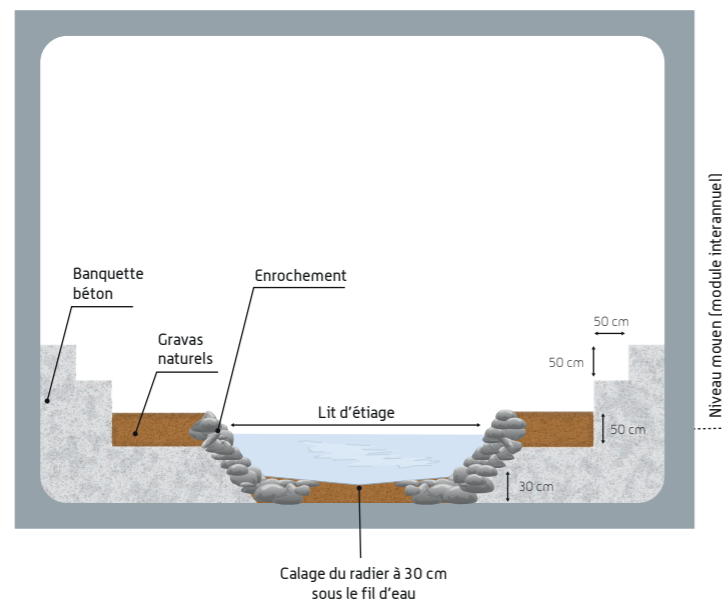 Banquette
béton
Enrochement
Gravas
naturels
50 cm
50 cm
Lit d'étiage
50 cm
30 cm
Niveau moyen (module interannuel)
Calage du radier à 30 cm
sous le fil d'eau